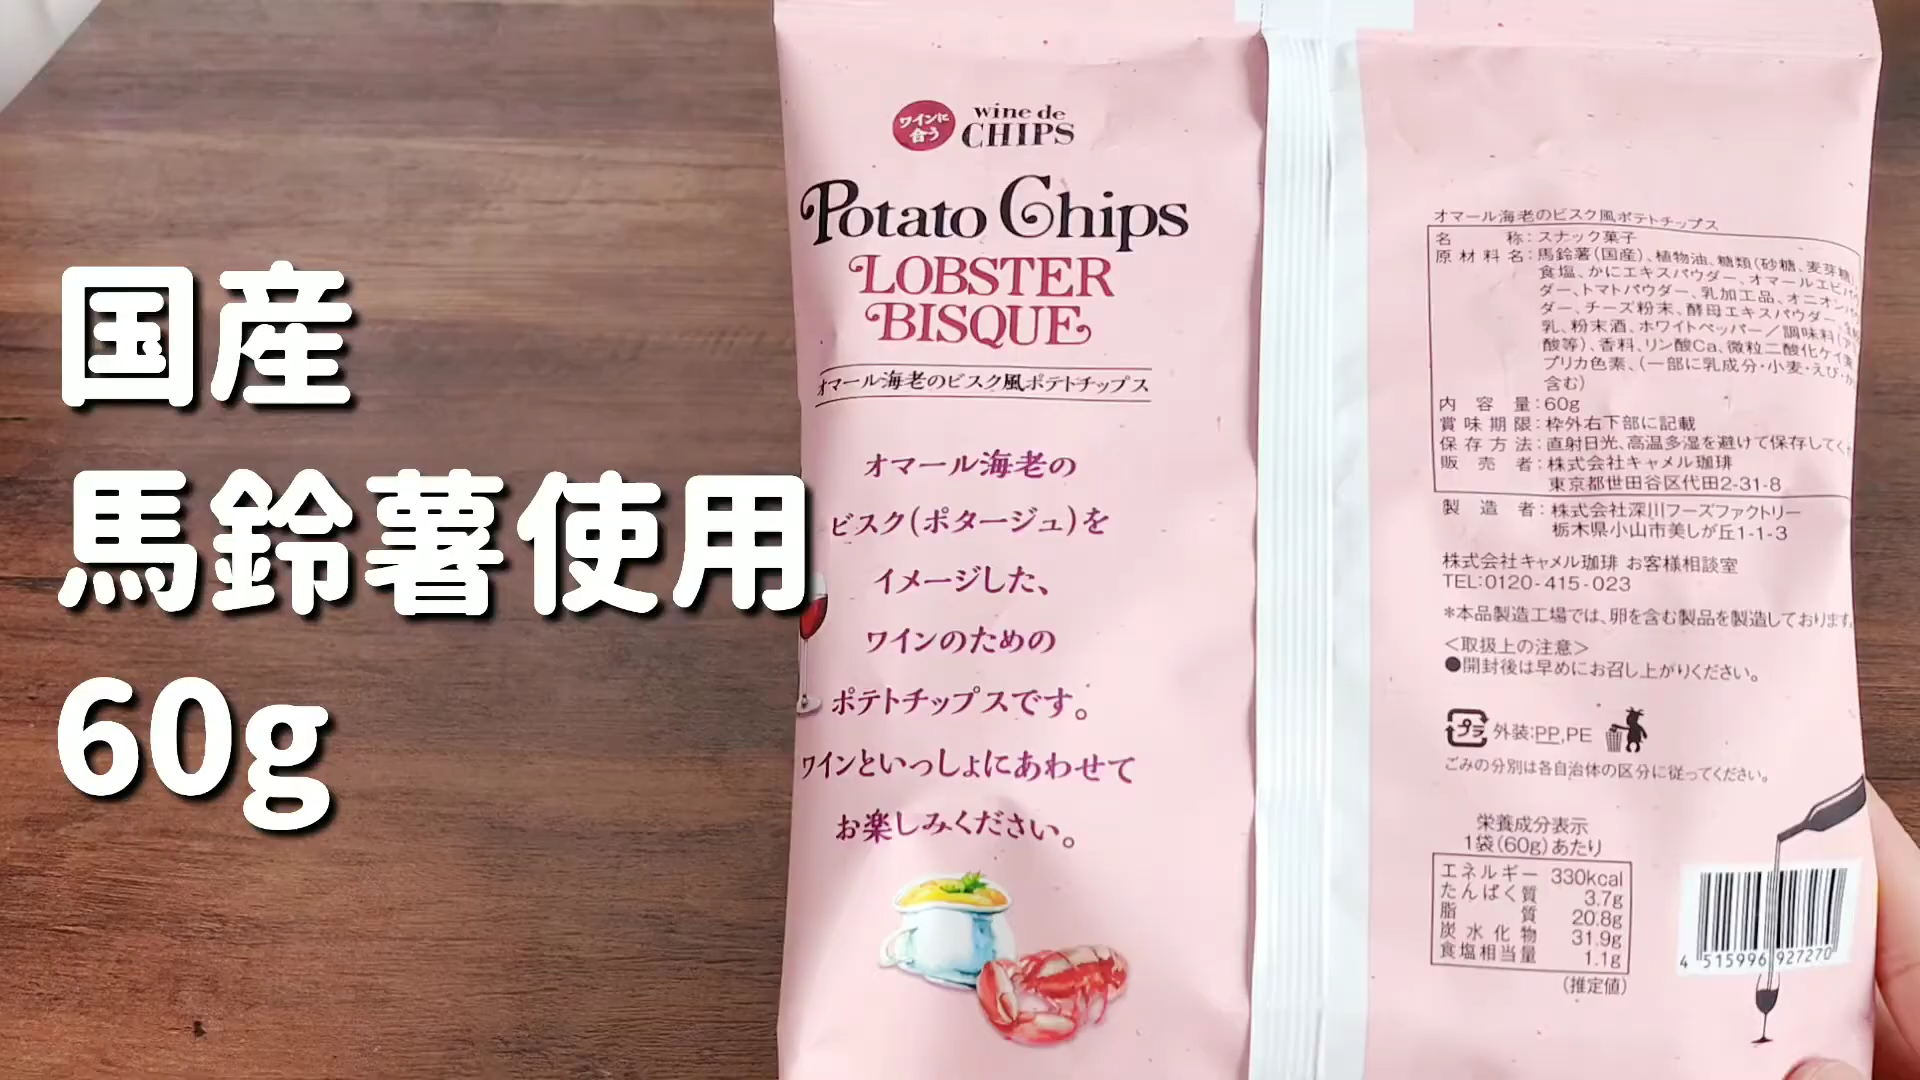 国産
馬鈴薯使用
60g
ワインに
合う
wine de
CHIPS
Potato Chips
LOBSTER
BISQUE
オマール海老のビスク風ポテトチップス
オマール海老の
ビスク(ポタージュ)を
イメージした、
ワインのための
ポテトチップスです。
ワインといっしょにあわせて
お楽しみください。
オマール海老のビスク風ポテトチップス
名称:スナック菓子
原材料名:馬鈴薯(国産)、植物油、糖類(砂糖、麦芽糖)
食塩、かにエキスパウダー、オマールエビパウ
ダー、トマトパウダー、乳加工品、オニオン
ダー、チーズ粉末、酵母エキスパウダー、
乳、粉末酒、ホワイトペッパー/調味料(ア
酸等)、香料、リン酸Ca、微粒二酸化ケイ素
プリカ色素、(一部に乳成分・小麦・えび・か
含む)
内容量:60g
賞味期限:枠外右下部に記載
保存方法:直射日光、高温多湿を避けて保存してく
販売者:株式会社キャメル珈琲
東京都世田谷区代田2-31-8
製造者:株式会社深川フーズファクトリー
栃木県小山市美しが丘1-1-3
株式会社キャメル珈琲 お客様相談室
TEL:0120-415-023
*本品製造工場では、卵を含む製品を製造しております
<取扱上の注意>
●開封後は早めにお召し上がりください。
プラ 外装:PP,PE
ごみの分別は各自治体の区分に従ってください。
栄養成分表示
1袋(60g)あたり
エネルギー 330kcal
たんぱく質 3.7g
脂質 20.8g
炭水化物 31.9g
食塩相当量 1.1g
(推定値)
4 515996 927270